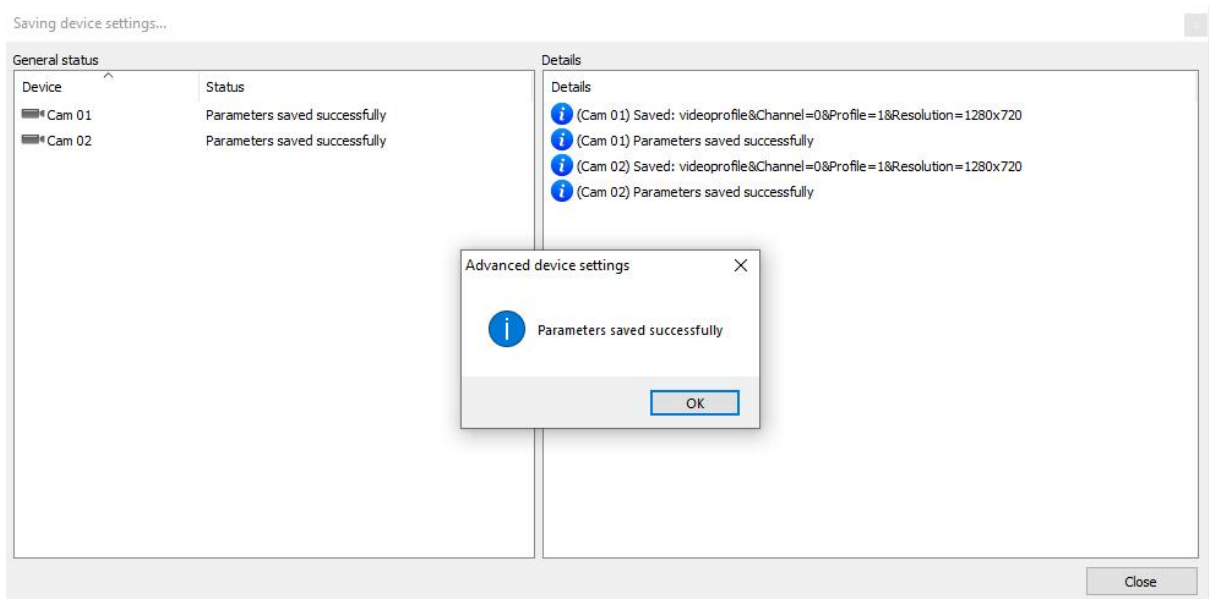 Saving device settings...
General status
Device Status
Cam 01 Parameters saved successfully
Cam 02 Parameters saved successfully
Details
Details
(Cam 01) Saved: videoprofile&Channel=0&Profile=1&Resolution=1280x720
(Cam 01) Parameters saved successfully
(Cam 02) Saved: videoprofile&Channel=0&Profile=1&Resolution=1280x720
(Cam 02) Parameters saved successfully
Advanced device settings
Parameters saved successfully
OK
Close